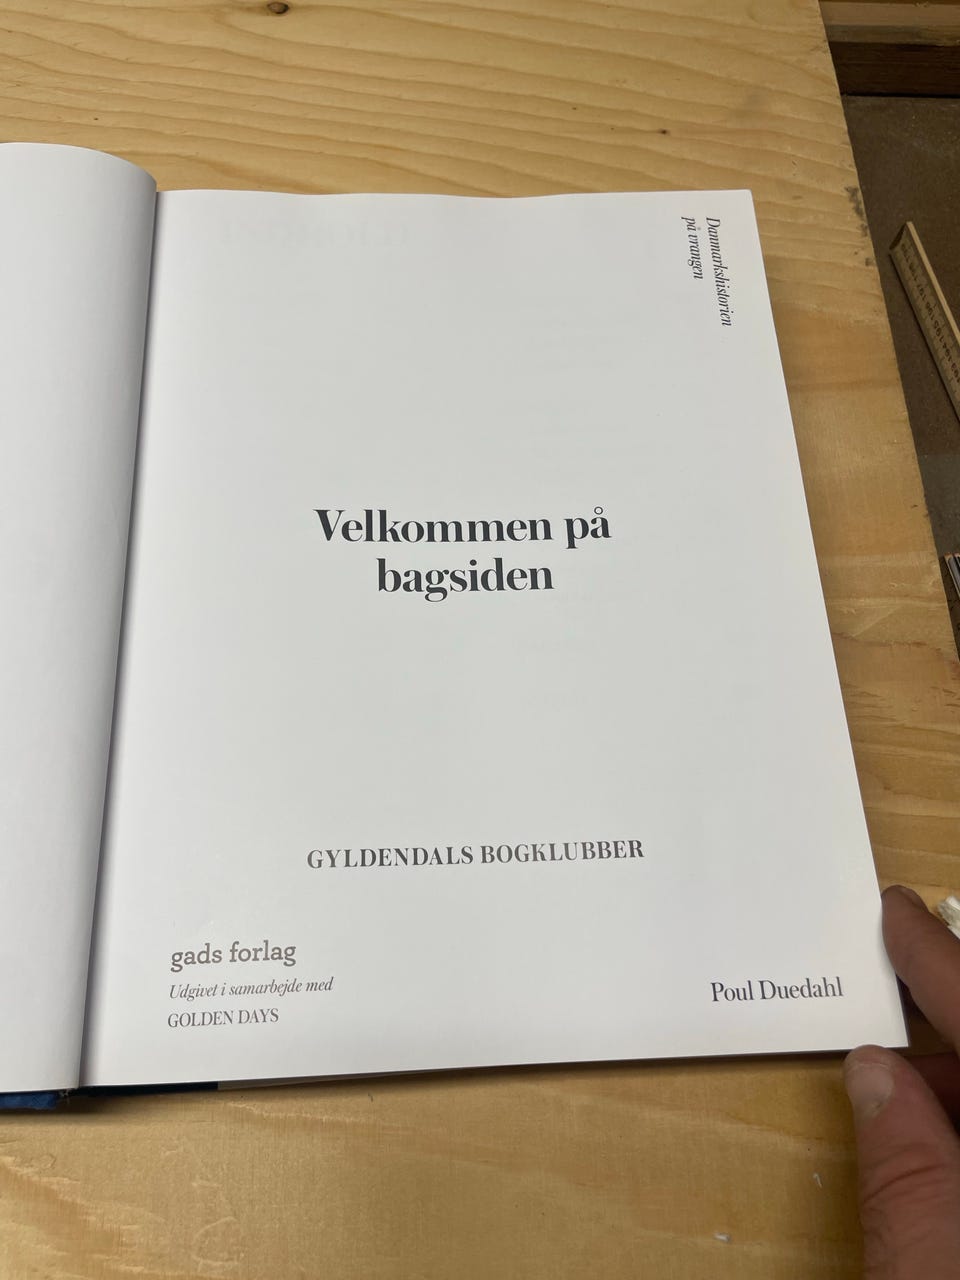 Danmarkshistorien
på vrangen
Velkommen på
bagsiden
GYLDENDALS BOGKLUBBER
gads forlag
Udgivet i samarbejde med
GOLDEN DAYS
Poul Duedahl